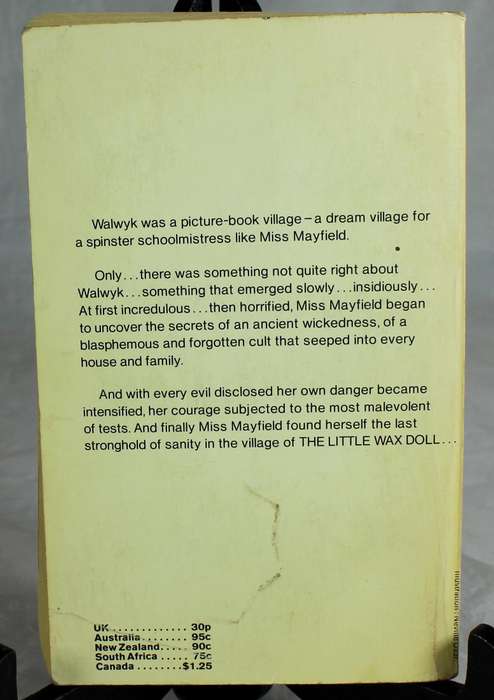 Walwyk was a picture-book village – a dream village for
a spinster schoolmistress like Miss Mayfield.
Only...there was something not quite right about
Walwyk...something that emerged slowly...insidiously...
At first incredulous...then horrified, Miss Mayfield began
to uncover the secrets of an ancient wickedness, of a
blasphemous and forgotten cult that seeped into every
house and family.
And with every evil disclosed her own danger became
intensified, her courage subjected to the most malevolent
of tests. And finally Miss Mayfield found herself the last
stronghold of sanity in the village of THE LITTLE WAX DOLL...
UK............. 30p
Australia........ 95c
New Zealand..... 90c
South Africa ..... 75c
Canada ........$1.25